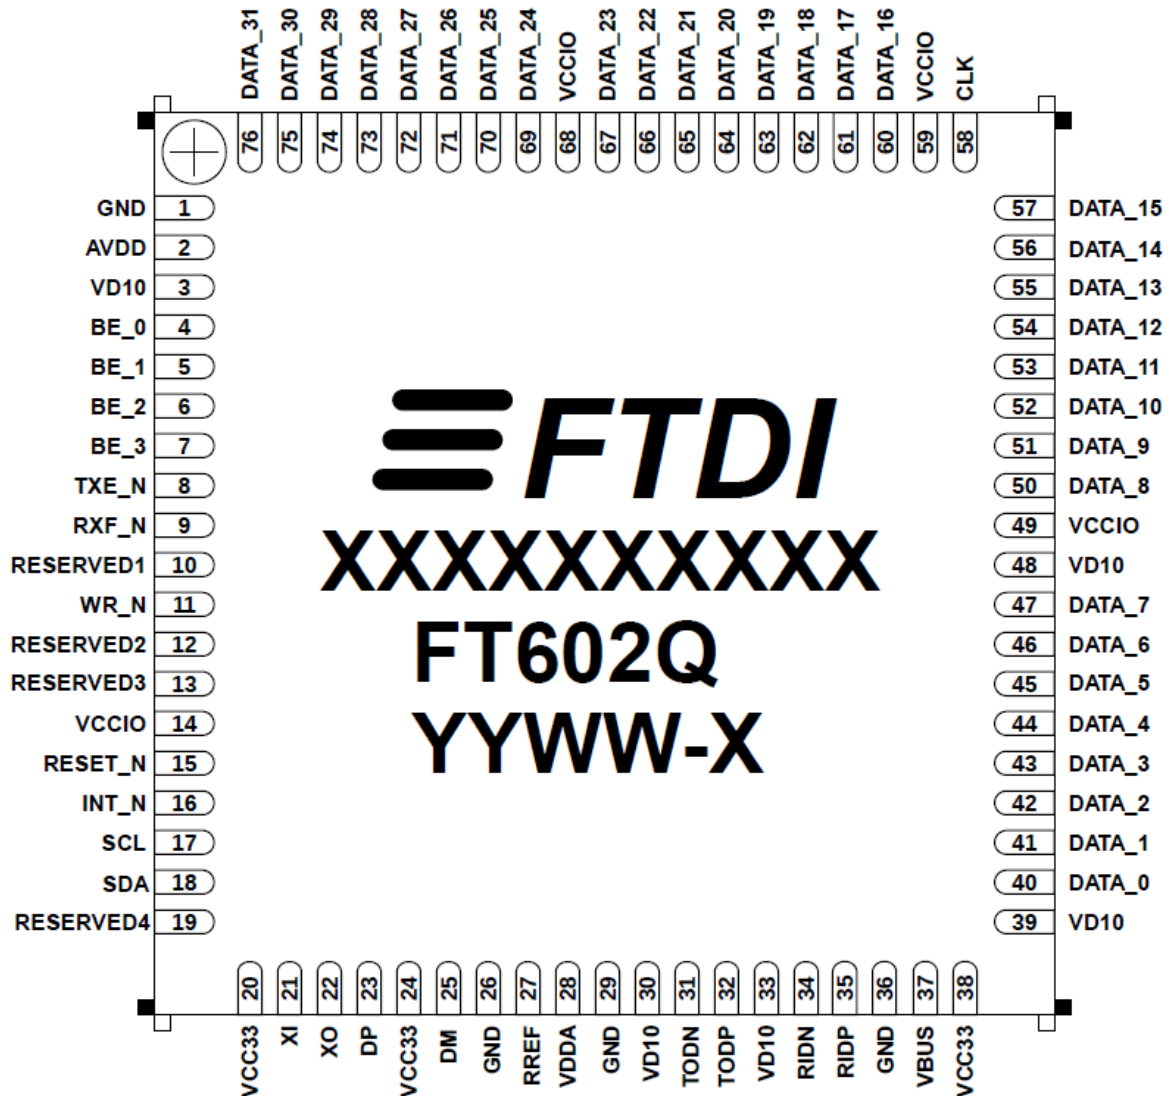 DATA_31 DATA_30 DATA_29 DATA_28 DATA_27 DATA_26 DATA_25 DATA_24 VCCIO DATA_23 DATA_22 DATA_21 DATA_20 DATA_19 DATA_18 DATA_17 DATA_16 VCCIO CLK
76 75 74 73 72 71 70 69 68 67 66 65 64 63 62 61 60 59 58
GND 1
AVDD 2
VD10 3
BE_0 4
BE_1 5
BE_2 6
BE_3 7
TXE_N 8
RXF_N 9
RESERVED1 10
WR_N 11
RESERVED2 12
RESERVED3 13
VCCIO 14
RESET_N 15
INT_N 16
SCL 17
SDA 18
RESERVED4 19
FTDI
XXXXXXXXXX
FT602Q
YYWW-X
57 DATA_15
56 DATA_14
55 DATA_13
54 DATA_12
53 DATA_11
52 DATA_10
51 DATA_9
50 DATA_8
49 VCCIO
48 VD10
47 DATA_7
46 DATA_6
45 DATA_5
44 DATA_4
43 DATA_3
42 DATA_2
41 DATA_1
40 DATA_0
39 VD10
20 21 22 23 24 25 26 27 28 29 30 31 32 33 34 35 36 37 38
VCC33 XI XO DP VCC33 DM GND RREF VDDA GND VD10 TODN TODP VD10 RIDN RIDP GND VBUS VCC33